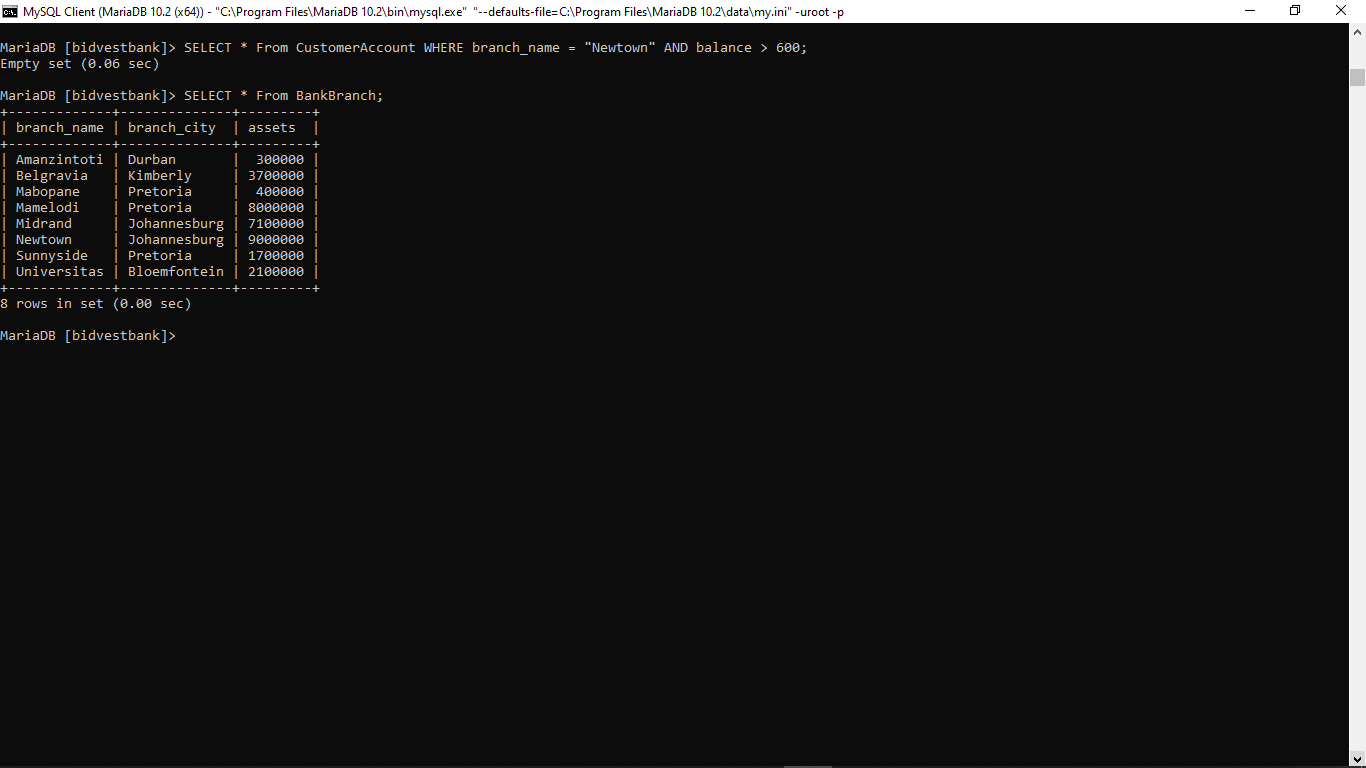 MySQL Client (MariaDB 10.2 (x64)) - "C:\Program Files\MariaDB 10.2\bin\mysql.exe" "--defaults-file=C:\Program Files\MariaDB 10.2\data\my.ini" -uroot -p
MariaDB [bidvestbank]> SELECT * From CustomerAccount WHERE branch_name = "Newtown" AND balance > 600;
Empty set (0.06 sec)
MariaDB [bidvestbank]> SELECT * From BankBranch;
+-------------+--------------+---------+
| branch_name | branch_city  | assets  |
+-------------+--------------+---------+
| Amanzintoti | Durban       |  300000 |
| Belgravia   | Kimberly     | 3700000 |
| Mabopane    | Pretoria     |  400000 |
| Mamelodi    | Pretoria     | 8000000 |
| Midrand     | Johannesburg | 7100000 |
| Newtown     | Johannesburg | 9000000 |
| Sunnyside   | Pretoria     | 1700000 |
| Universitas | Bloemfontein | 2100000 |
+-------------+--------------+---------+
8 rows in set (0.00 sec)
MariaDB [bidvestbank]>